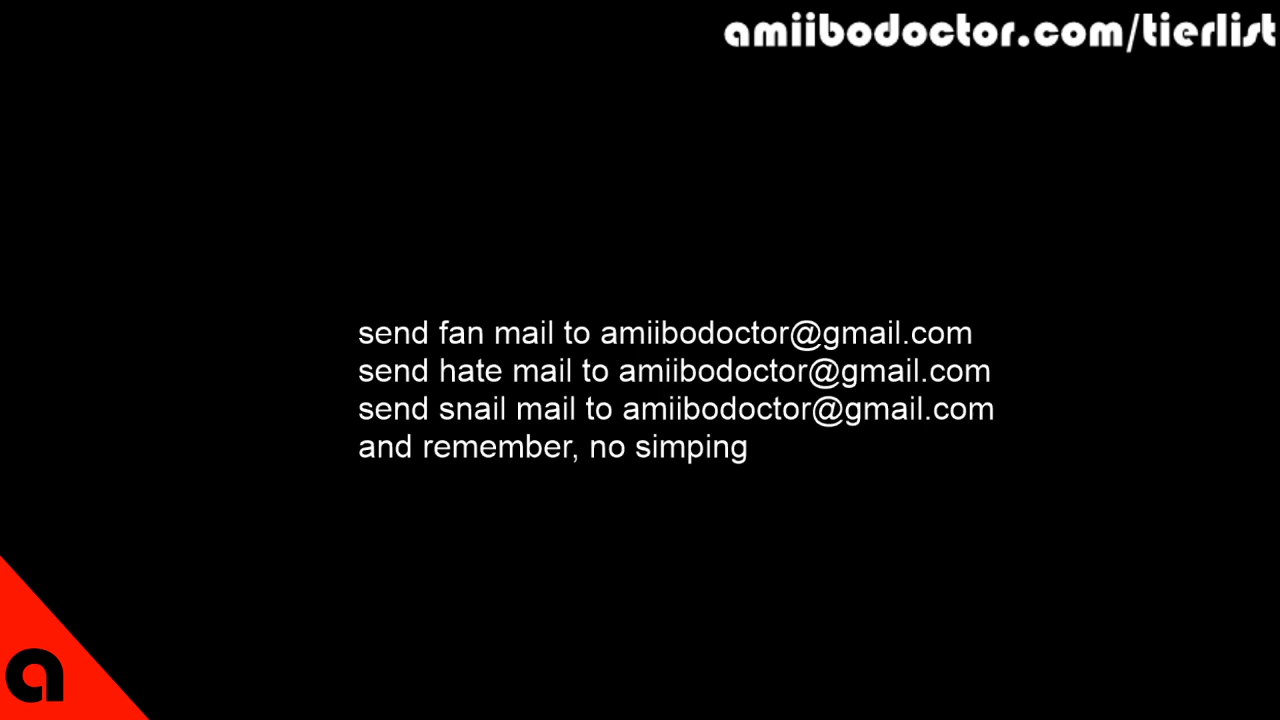 amiibodoctor.com/tierlist
send fan mail to amiibodoctor@gmail.com
send hate mail to amiibodoctor@gmail.com
send snail mail to amiibodoctor@gmail.com
and remember, no simping
a